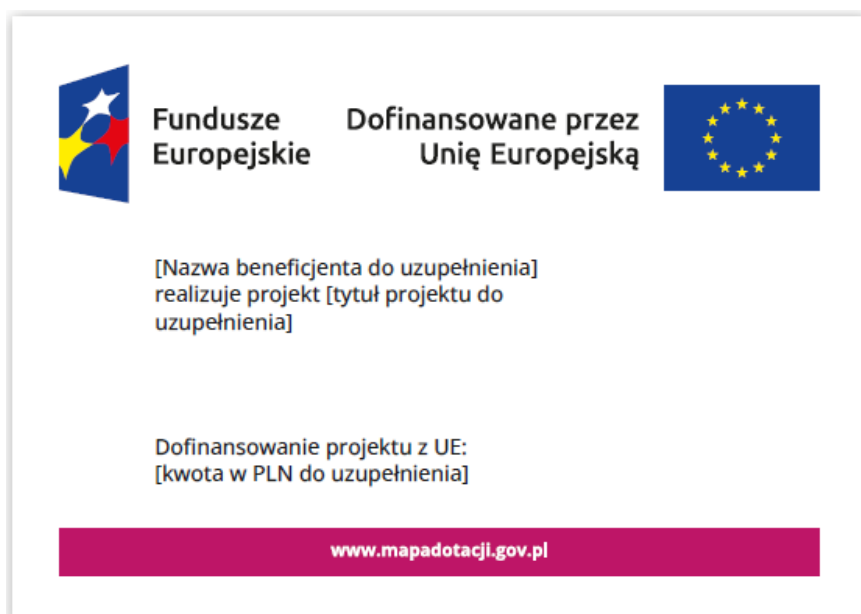 Fundusze
Europejskie
Dofinansowane przez
Unię Europejską
[Nazwa beneficjenta do uzupełnienia]
realizuje projekt [tytuł projektu do
uzupełnienia]
Dofinansowanie projektu z UE:
[kwota w PLN do uzupełnienia]
www.mapadotacji.gov.pl